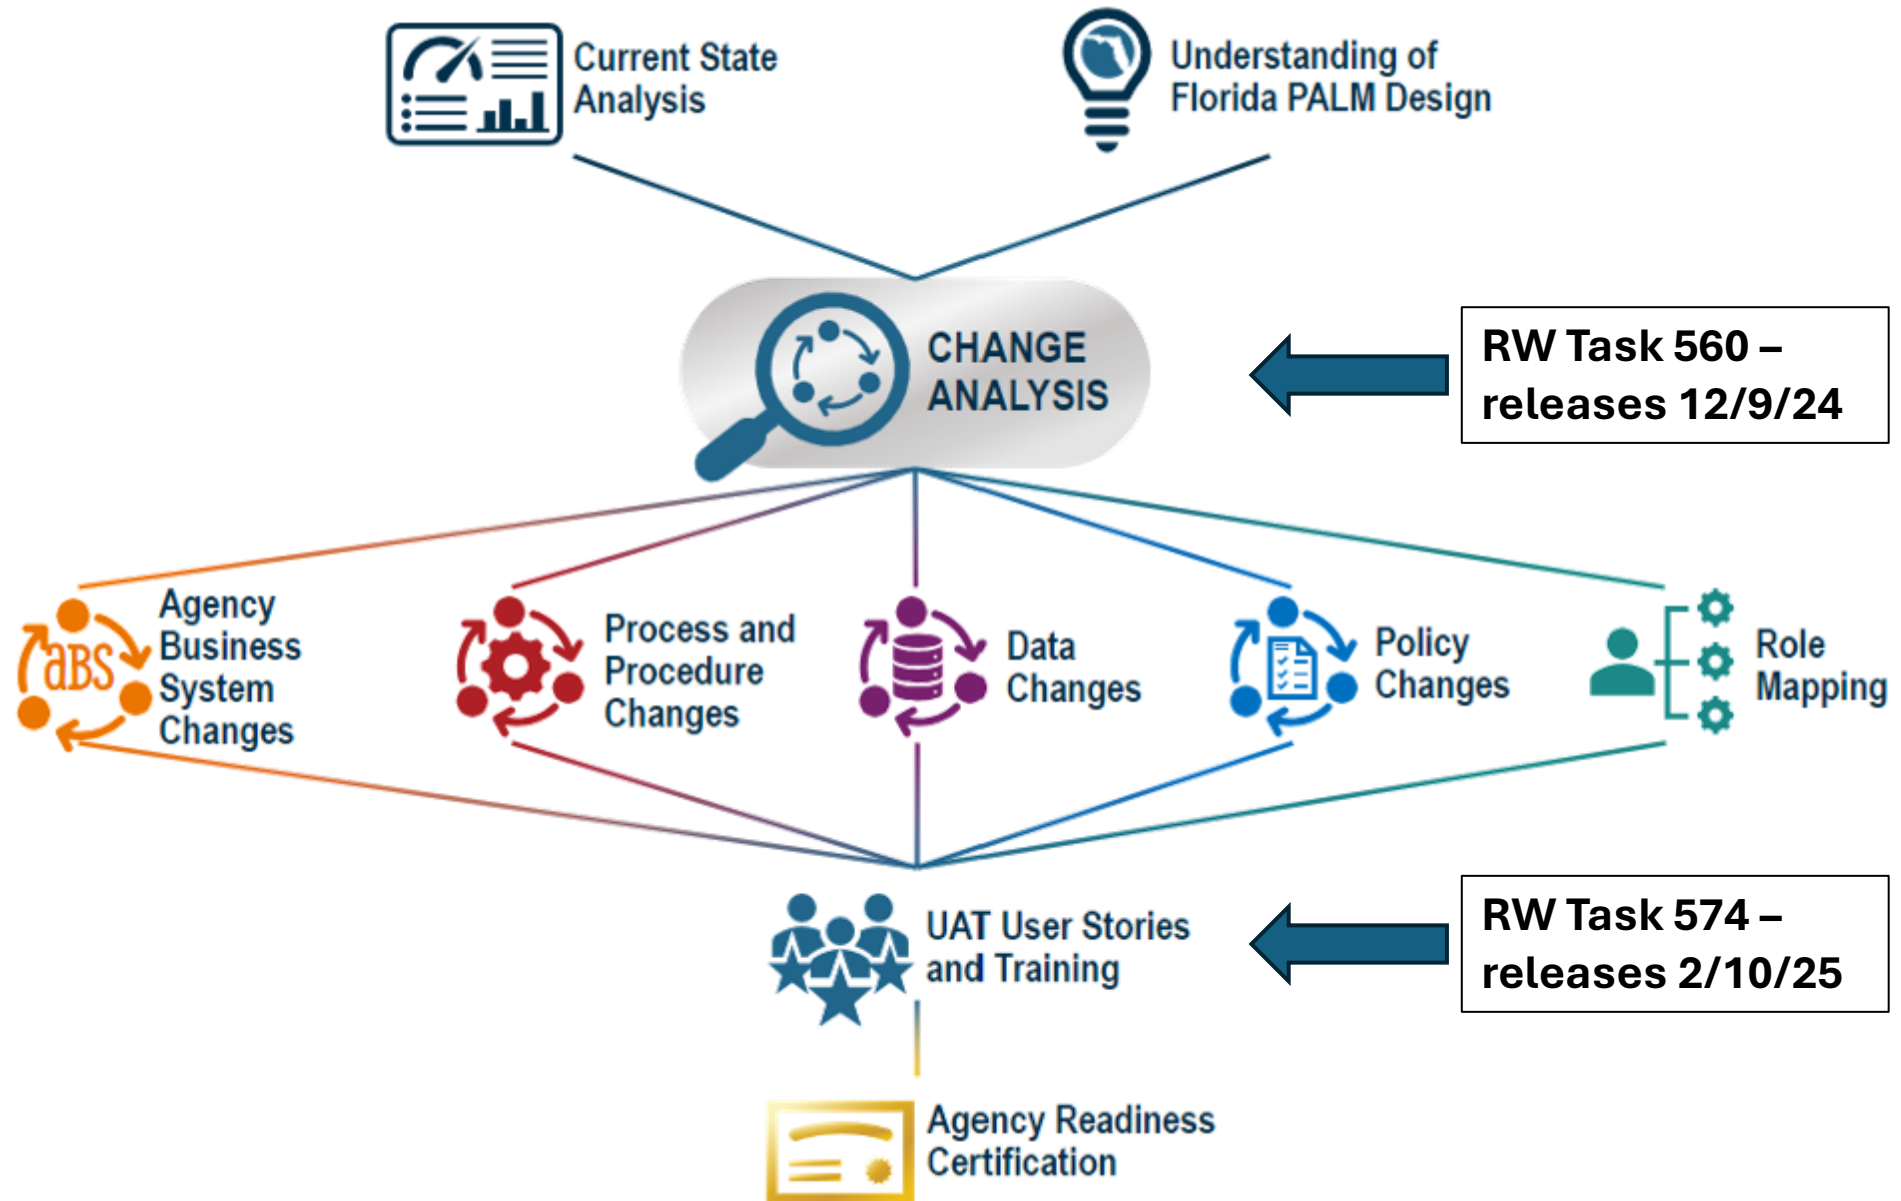 Current State
Analysis
Understanding of
Florida PALM Design
CHANGE
ANALYSIS
RW Task 560 –
releases 12/9/24
Agency
Business
System
Changes
aBS
Process and
Procedure
Changes
Data
Changes
Policy
Changes
Role
Mapping
UAT User Stories
and Training
RW Task 574 –
releases 2/10/25
Agency Readiness
Certification